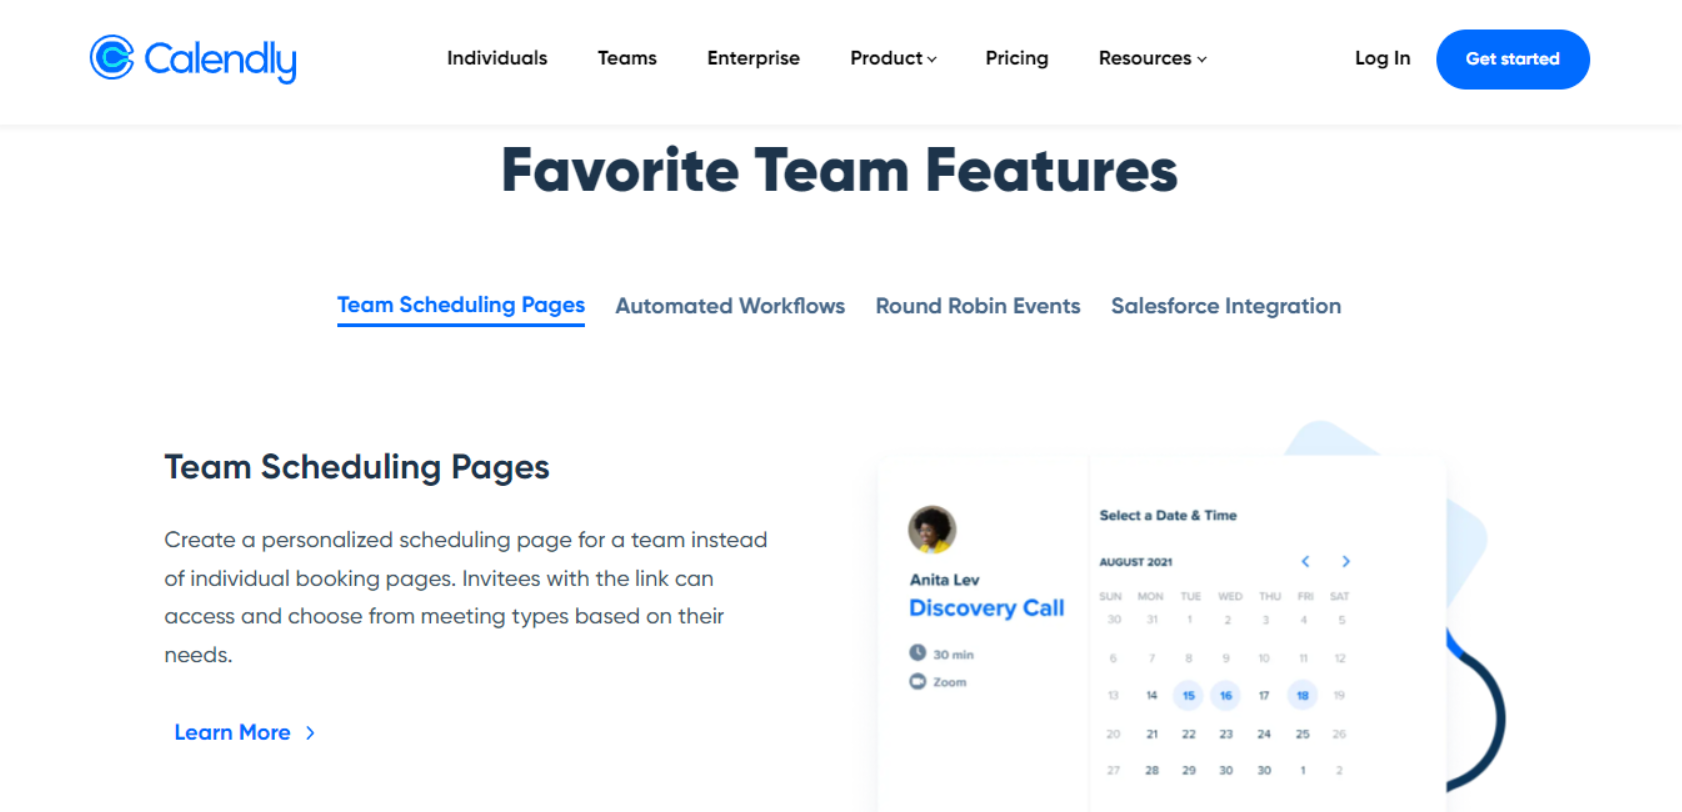 Calendly
Individuals Teams Enterprise Product Pricing Resources Log In Get started
Favorite Team Features
Team Scheduling Pages Automated Workflows Round Robin Events Salesforce Integration
Team Scheduling Pages
Create a personalized scheduling page for a team instead
of individual booking pages. Invitees with the link can
access and choose from meeting types based on their
needs.
Learn More
Anita Lev
Discovery Call
30 min
Zoom
Select a Date & Time
AUGUST 2021
SUN MON TUE WED THU FRI SAT
30 31 1 2 3 4 5
6 7 8 9 10 11 12
13 14 15 16 17 18 19
20 21 22 23 24 25 26
27 28 29 30 30 1 2